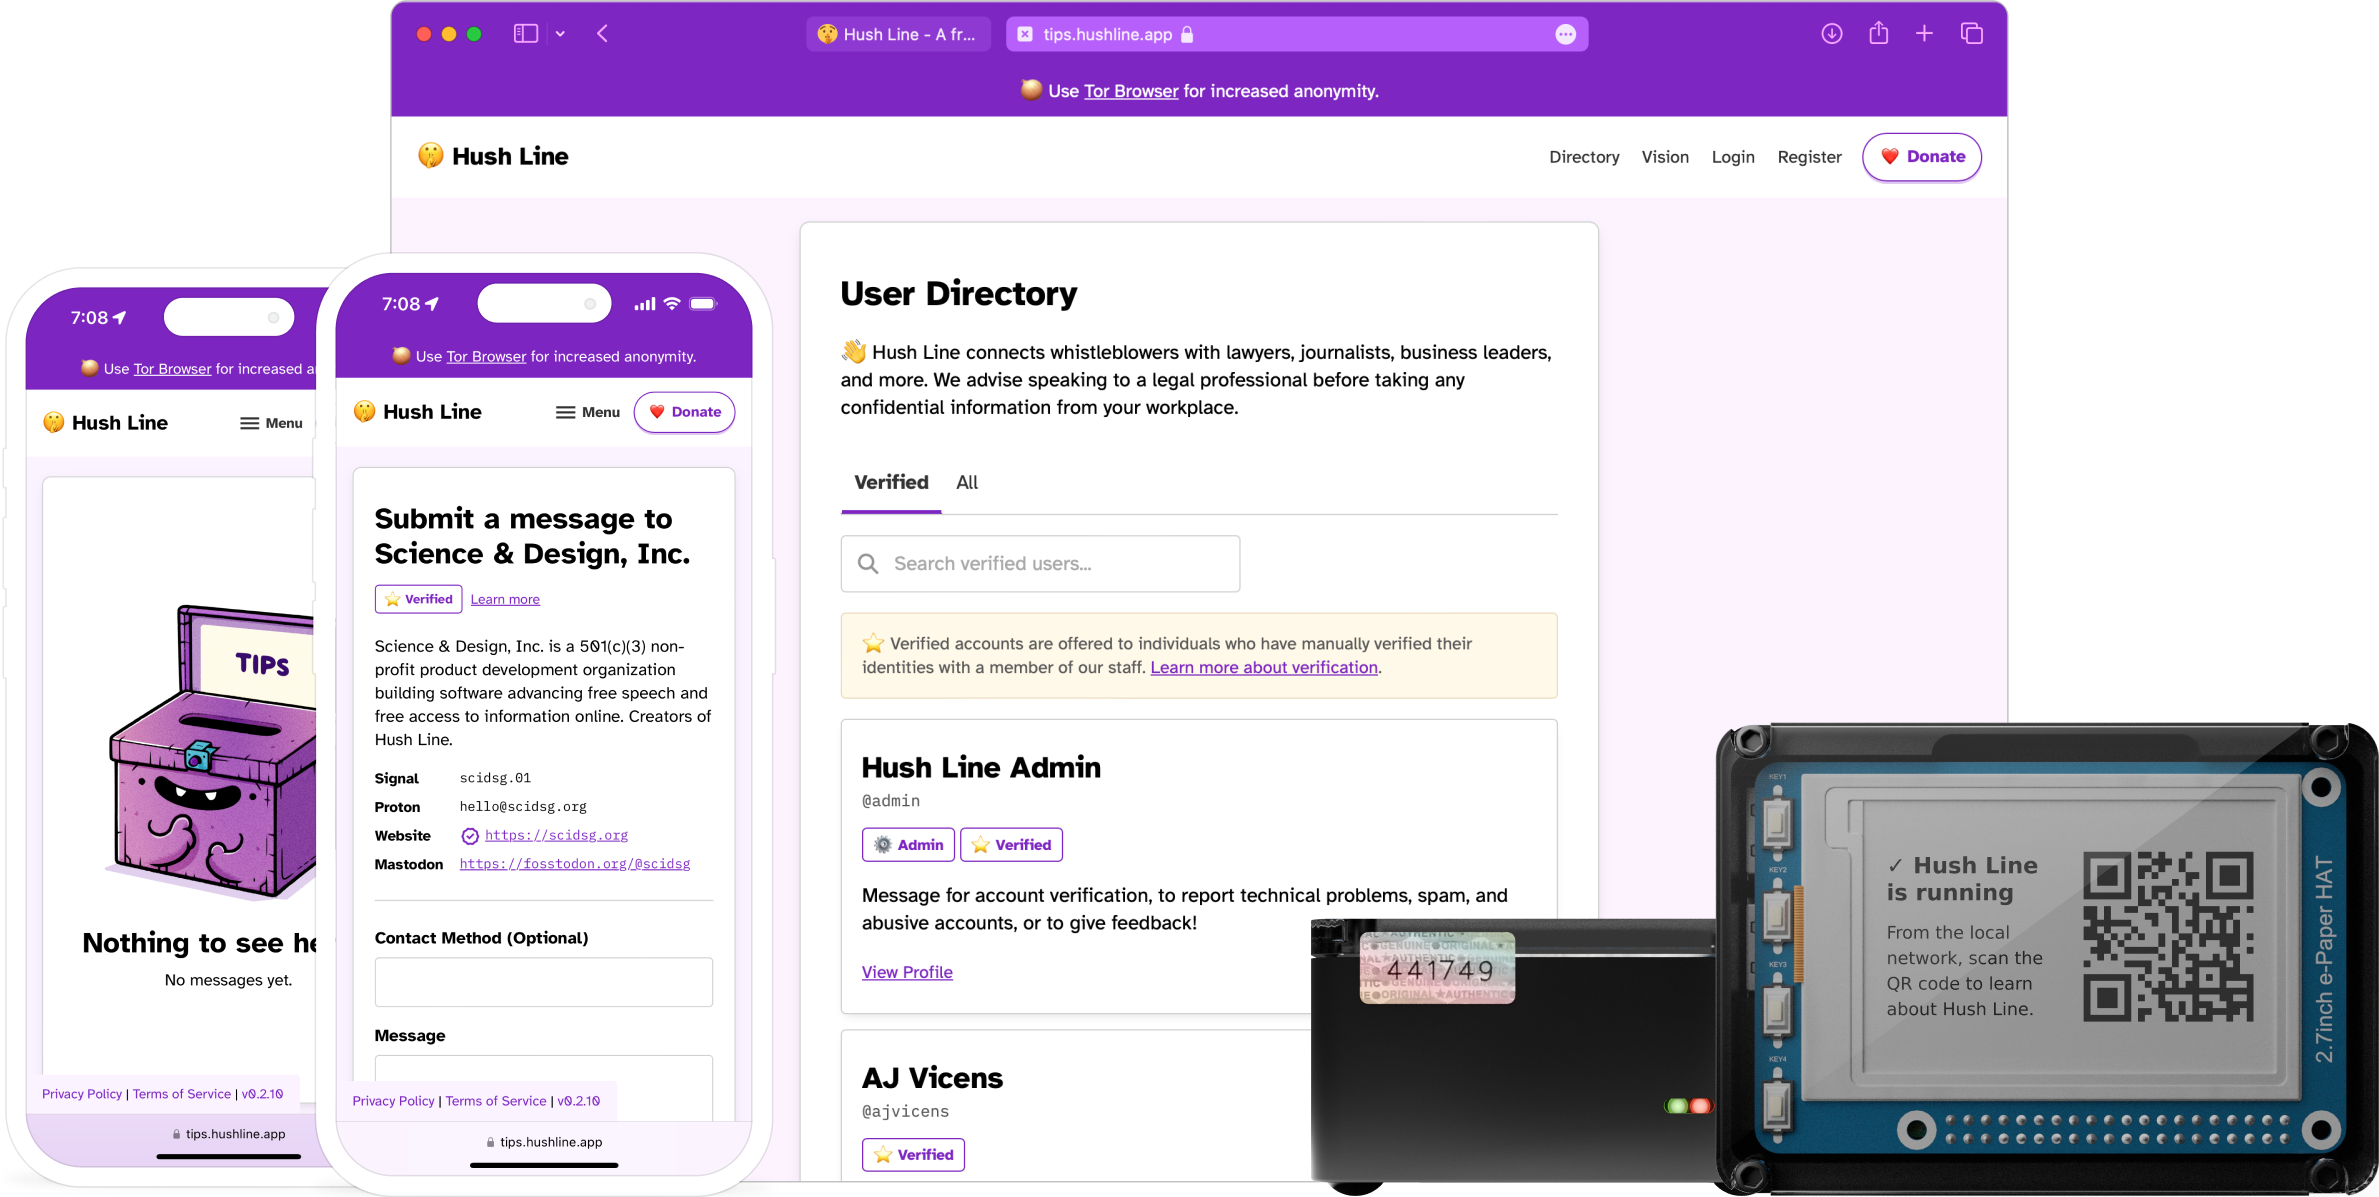 Hush Line - A fr...
tips.hushline.app
Use Tor Browser for increased anonymity.
Hush Line
Directory
Vision
Login
Register
Donate
User Directory
Hush Line connects whistleblowers with lawyers, journalists, business leaders,
and more. We advise speaking to a legal professional before taking any
confidential information from your workplace.
Verified
All
Search verified users...
Verified accounts are offered to individuals who have manually verified their
identities with a member of our staff. Learn more about verification.
Hush Line Admin
@admin
Admin
Verified
Message for account verification, to report technical problems, spam, and
abusive accounts, or to give feedback!
View Profile
AJ Vicens
@ajvicens
Verified
7:08
Use Tor Browser for increased a
Hush Line
Menu
TIPS
Nothing to see he
No messages yet.
Privacy Policy | Terms of Service | v0.2.10
tips.hushline.app
7:08
Use Tor Browser for increased anonymity.
Hush Line
Menu
Donate
Submit a message to
Science & Design, Inc.
Verified
Learn more
Science & Design, Inc. is a 501(c)(3) non-
profit product development organization
building software advancing free speech and
free access to information online. Creators of
Hush Line.
Signal scidsg.01
Proton hello@scidsg.org
Website https://scidsg.org
Mastodon https://fosstodon.org/@scidsg
Contact Method (Optional)
Message
Privacy Policy | Terms of Service | v0.2.10
tips.hushline.app
441749
GENUINE ORIGINAL
AUTHENTIC
KEY1
KEY2
KEY3
KEY4
✓ Hush Line
is running
From the local
network, scan the
QR code to learn
about Hush Line.
2.7inch e-Paper HAT